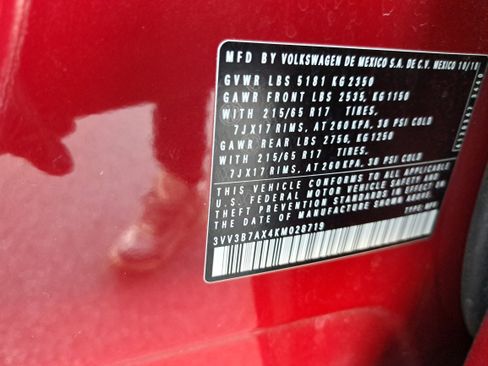 MFD BY VOLKSWAGEN DE MEXICO S.A. DE C.V. MEXICO 10/18
GVWR LBS 5181 KG 2350
GAWR FRONT LBS 2535, KG 1150
WITH 215/65 R17 TIRES,
7JX17 RIMS, AT 260 KPA, 38 PSI COLD
GAWR REAR LBS 2756, KG 1250
WITH 215/65 R17 TIRES,
7JX17 RIMS, AT 260 KPA, 38 PSI COLD
THIS VEHICLE CONFORMS TO ALL APPLICABLE
U.S. FEDERAL MOTOR VEHICLE SAFETY AND
THEFT PREVENTION STANDARDS IN EFFECT
ON THE DATE OF MANUFACTURE SHOWN ABOVE
3VV3B7AX4KM028719 TYPE: MPV